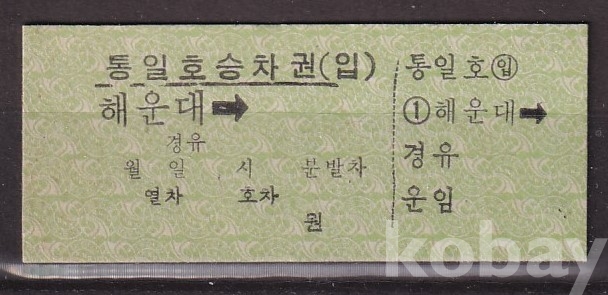 통일호승차권(입)
해운대➡
경유
월 일 시 분발차
열차 호차
원
통일호㊉
①해운대➡
경유
운임
kobay